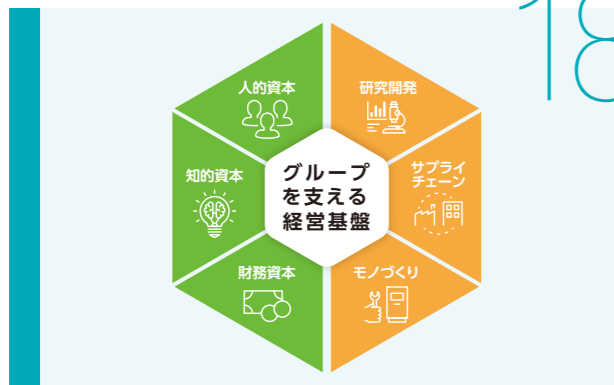 18
人的資本
研究開発
知的資本
グループ
を支える
経営基盤
サプライ
チェーン
財務資本
モノづくり